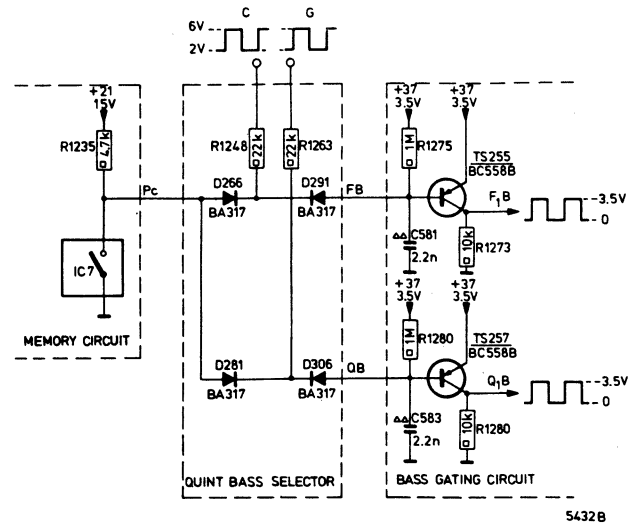 C G
6V
2V
+21
15V
R1235
4,7k
Pc
IC7
MEMORY CIRCUIT
R1248
22k
22k
R1263
D266
BA317
D291
BA317
FB
D281
BA317
D306
BA317
QB
QUINT BASS SELECTOR
+37
3.5V
+37
3.5V
1M
R1275
TS255
BC558B
F1B
3.5V
0
C581
2.2n
10k
R1273
+37
3.5V
+37
3.5V
1M
R1280
TS257
BC558B
Q1B
3.5V
0
C583
2.2n
10k
R1280
BASS GATING CIRCUIT
5432B